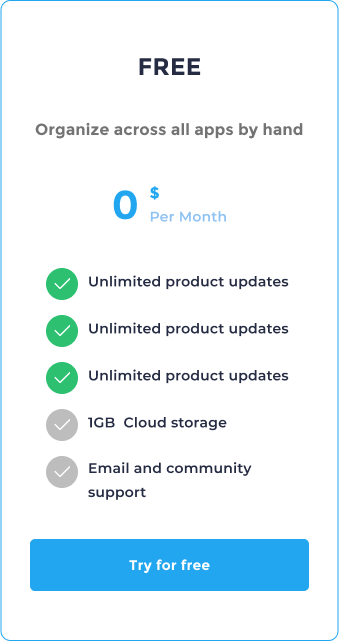 FREE
Organize across all apps by hand
0
$
Per Month
Unlimited product updates
Unlimited product updates
Unlimited product updates
1GB  Cloud storage
Email and community
support
Try for free